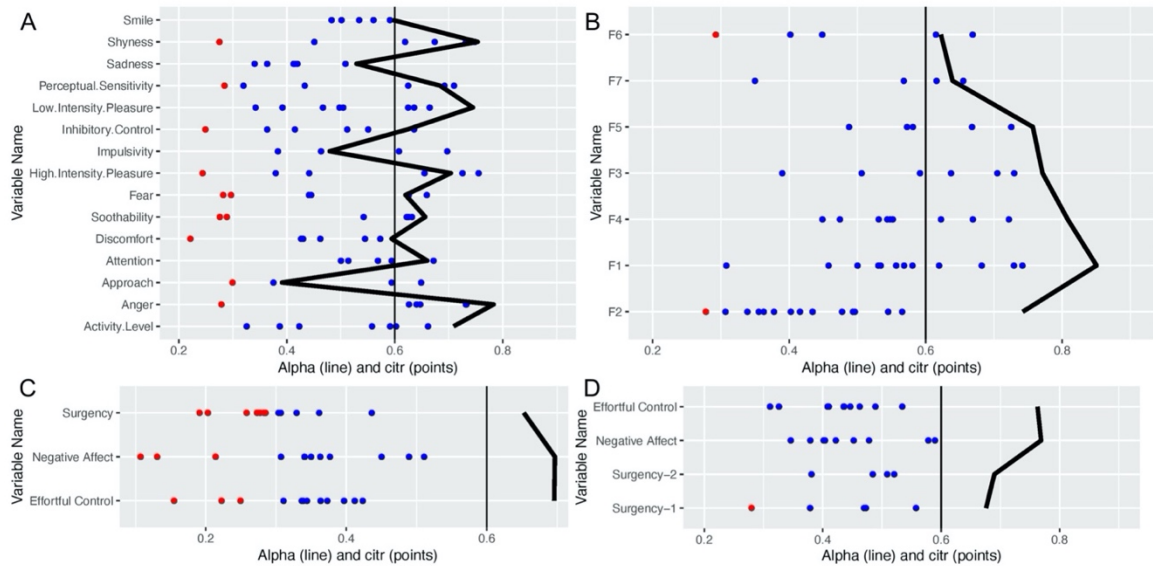 A
Variable Name
Smile
Shyness
Sadness
Perceptual.Sensitivity
Low.Intensity.Pleasure
Inhibitory.Control
Impulsivity
High.Intensity.Pleasure
Fear
Soothability
Discomfort
Attention
Approach
Anger
Activity.Level
0.2 0.4 0.6 0.8
Alpha (line) and citr (points)
B
Variable Name
F6
F7
F5
F3
F4
F1
F2
0.2 0.4 0.6 0.8
Alpha (line) and citr (points)
C
Variable Name
Surgency
Negative Affect
Effortful Control
0.2 0.4 0.6
Alpha (line) and citr (points)
D
Variable Name
Effortful Control
Negative Affect
Surgency-2
Surgency-1
0.2 0.4 0.6 0.8
Alpha (line) and citr (points)